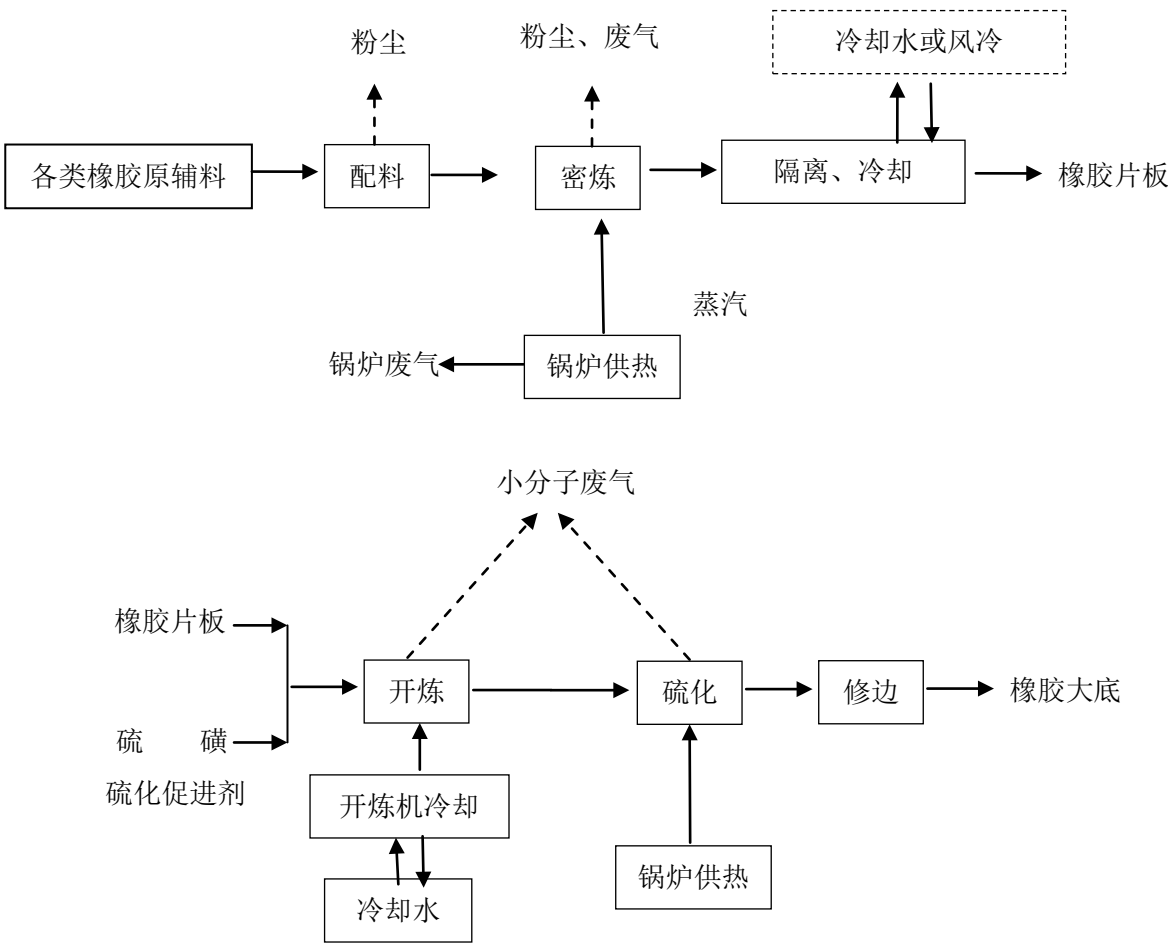 粉尘
粉尘、废气
冷却水或风冷
各类橡胶原辅料
配料
密炼
隔离、冷却
橡胶片板
蒸汽
锅炉废气
锅炉供热
小分子废气
橡胶片板
开炼
硫化
修边
橡胶大底
硫 磺
硫化促进剂
开炼机冷却
锅炉供热
冷却水